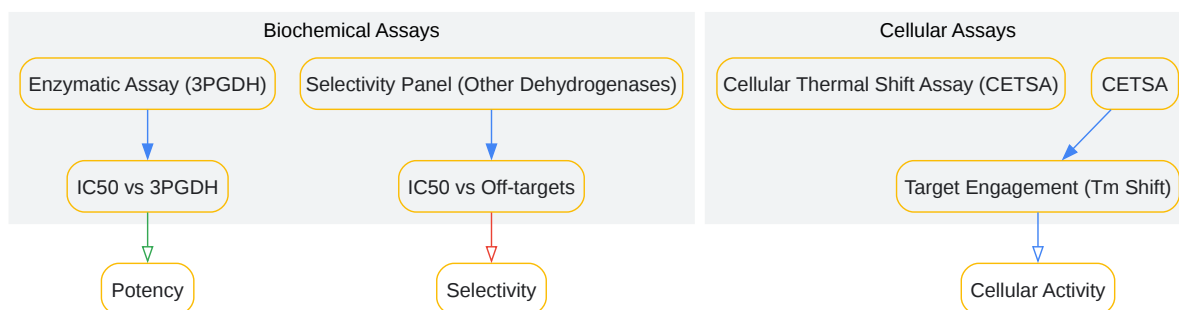 Biochemical Assays
Cellular Assays
Enzymatic Assay (3PGDH)
Selectivity Panel (Other Dehydrogenases)
Cellular Thermal Shift Assay (CETSA)
CETSA
IC50 vs 3PGDH
IC50 vs Off-targets
Target Engagement (Tm Shift)
Potency
Selectivity
Cellular Activity